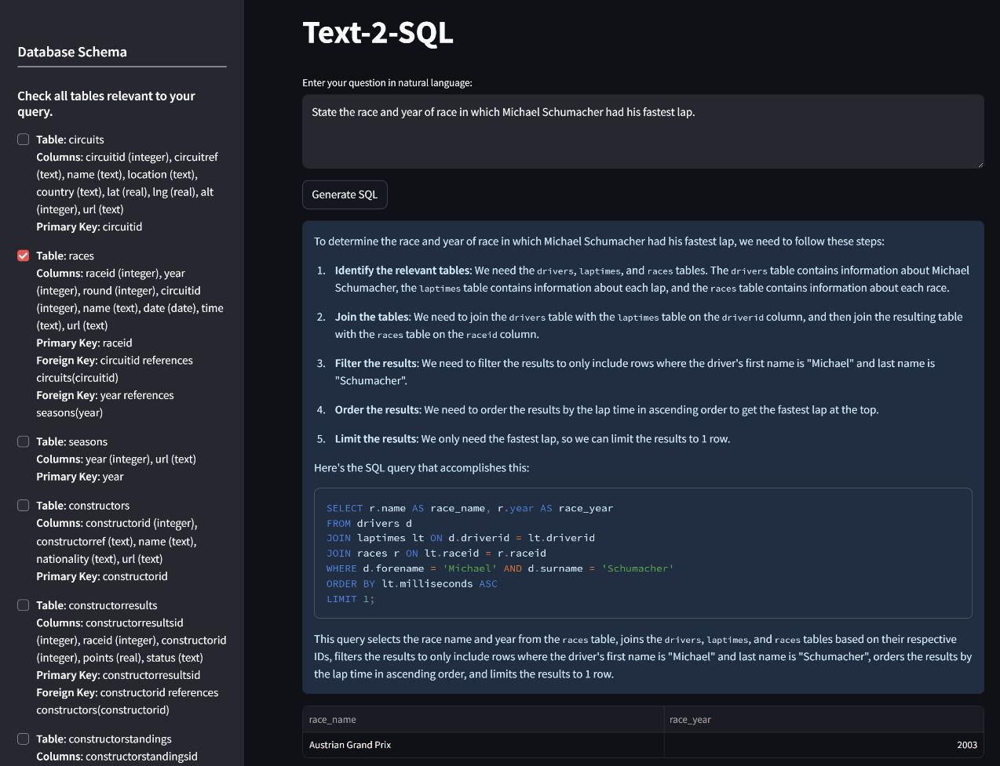 Database Schema
Check all tables relevant to your
query.
Table: circuits
Columns: circuitid (integer), circuitref
(text), name (text), location (text),
country (text), lat (real), lng (real), alt
(integer), url (text)
Primary Key: circuitid
Table: races
Columns: raceid (integer), year
(integer), round (integer), circuitid
(integer), name (text), date (date), time
(text), url (text)
Primary Key: raceid
Foreign Key: circuitid references
circuits(circuitid)
Foreign Key: year references
seasons(year)
Table: seasons
Columns: year (integer), url (text)
Primary Key: year
Table: constructors
Columns: constructorid (integer),
constructorref (text), name (text),
nationality (text), url (text)
Primary Key: constructorid
Table: constructorresults
Columns: constructorresultsid
(integer), raceid (integer), constructorid
(integer), points (real), status (text)
Primary Key: constructorresultsid
Foreign Key: constructorid references
constructors(constructorid)
Table: constructorstandings
Columns: constructorstandingsid
Text-2-SQL
Enter your question in natural language:
State the race and year of race in which Michael Schumacher had his fastest lap.
Generate SQL
To determine the race and year of race in which Michael Schumacher had his fastest lap, we need to follow these steps:
1. Identify the relevant tables: We need the drivers, laptimes, and races tables. The drivers table contains information about Michael
Schumacher, the laptimes table contains information about each lap, and the races table contains information about each race.
2. Join the tables: We need to join the drivers table with the laptimes table on the driverid column, and then join the resulting table
with the races table on the raceid column.
3. Filter the results: We need to filter the results to only include rows where the driver's first name is "Michael" and last name is
"Schumacher".
4. Order the results: We need to order the results by the lap time in ascending order to get the fastest lap at the top.
5. Limit the results: We only need the fastest lap, so we can limit the results to 1 row.
Here's the SQL query that accomplishes this:
SELECT r.name AS race_name, r.year AS race_year
FROM drivers d
JOIN laptimes lt ON d.driverid = lt.driverid
JOIN races r ON lt.raceid = r.raceid
WHERE d.forename = 'Michael' AND d.surname = 'Schumacher'
ORDER BY lt.milliseconds ASC
LIMIT 1;
This query selects the race name and year from the races table, joins the drivers, laptimes, and races tables based on their respective
IDs, filters the results to only include rows where the driver's first name is "Michael" and last name is "Schumacher", orders the results by
the lap time in ascending order, and limits the results to 1 row.
race_name race_year
Austrian Grand Prix 2003